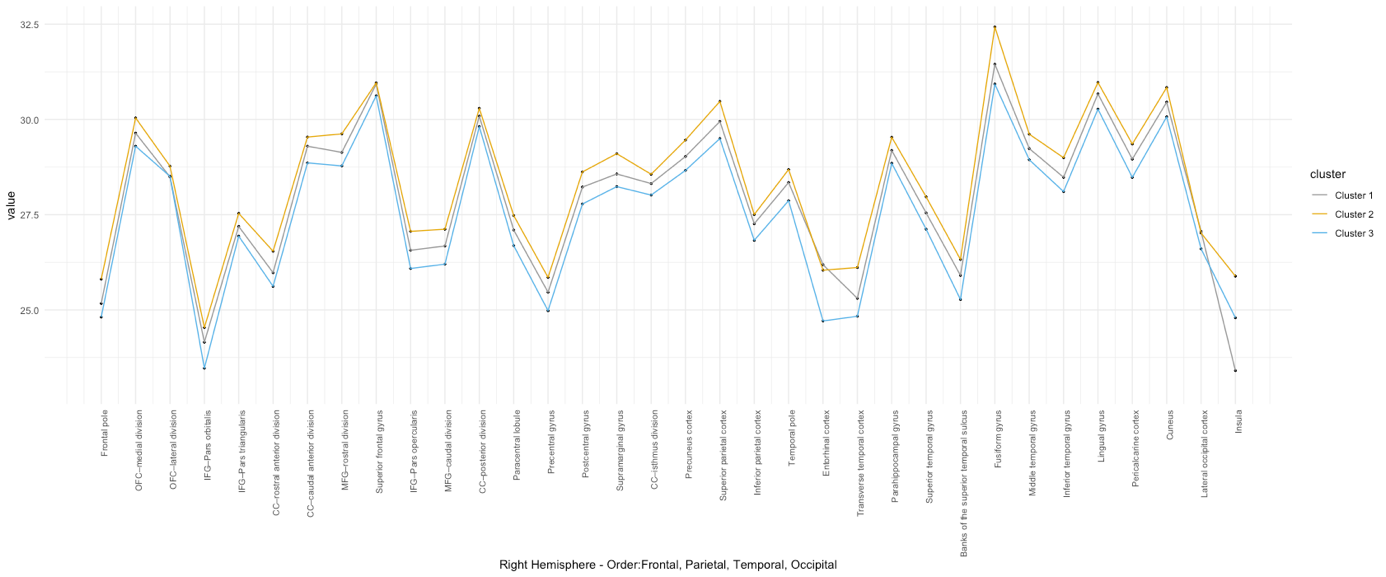 32.5
30.0
27.5
25.0
value
Frontal pole
OFC−medial division
OFC−lateral division
IFG−Pars orbitalis
IFG−Pars triangularis
CC−rostral anterior division
CC−caudal anterior division
MFG−rostral division
Superior frontal gyrus
IFG−Pars opercularis
MFG−caudal division
CC−posterior division
Paracentral lobule
Precentral gyrus
Postcentral gyrus
Supramarginal gyrus
CC−isthmus division
Precuneus cortex
Superior parietal cortex
Inferior parietal cortex
Temporal pole
Entorhinal cortex
Transverse temporal cortex
Parahippocampal gyrus
Superior temporal gyrus
Banks of the superior temporal sulcus
Fusiform gyrus
Middle temporal gyrus
Inferior temporal gyrus
Lingual gyrus
Pericalcarine cortex
Cuneus
Lateral occipital cortex
Insula
Right Hemisphere - Order:Frontal, Parietal, Temporal, Occipital
cluster
Cluster 1
Cluster 2
Cluster 3